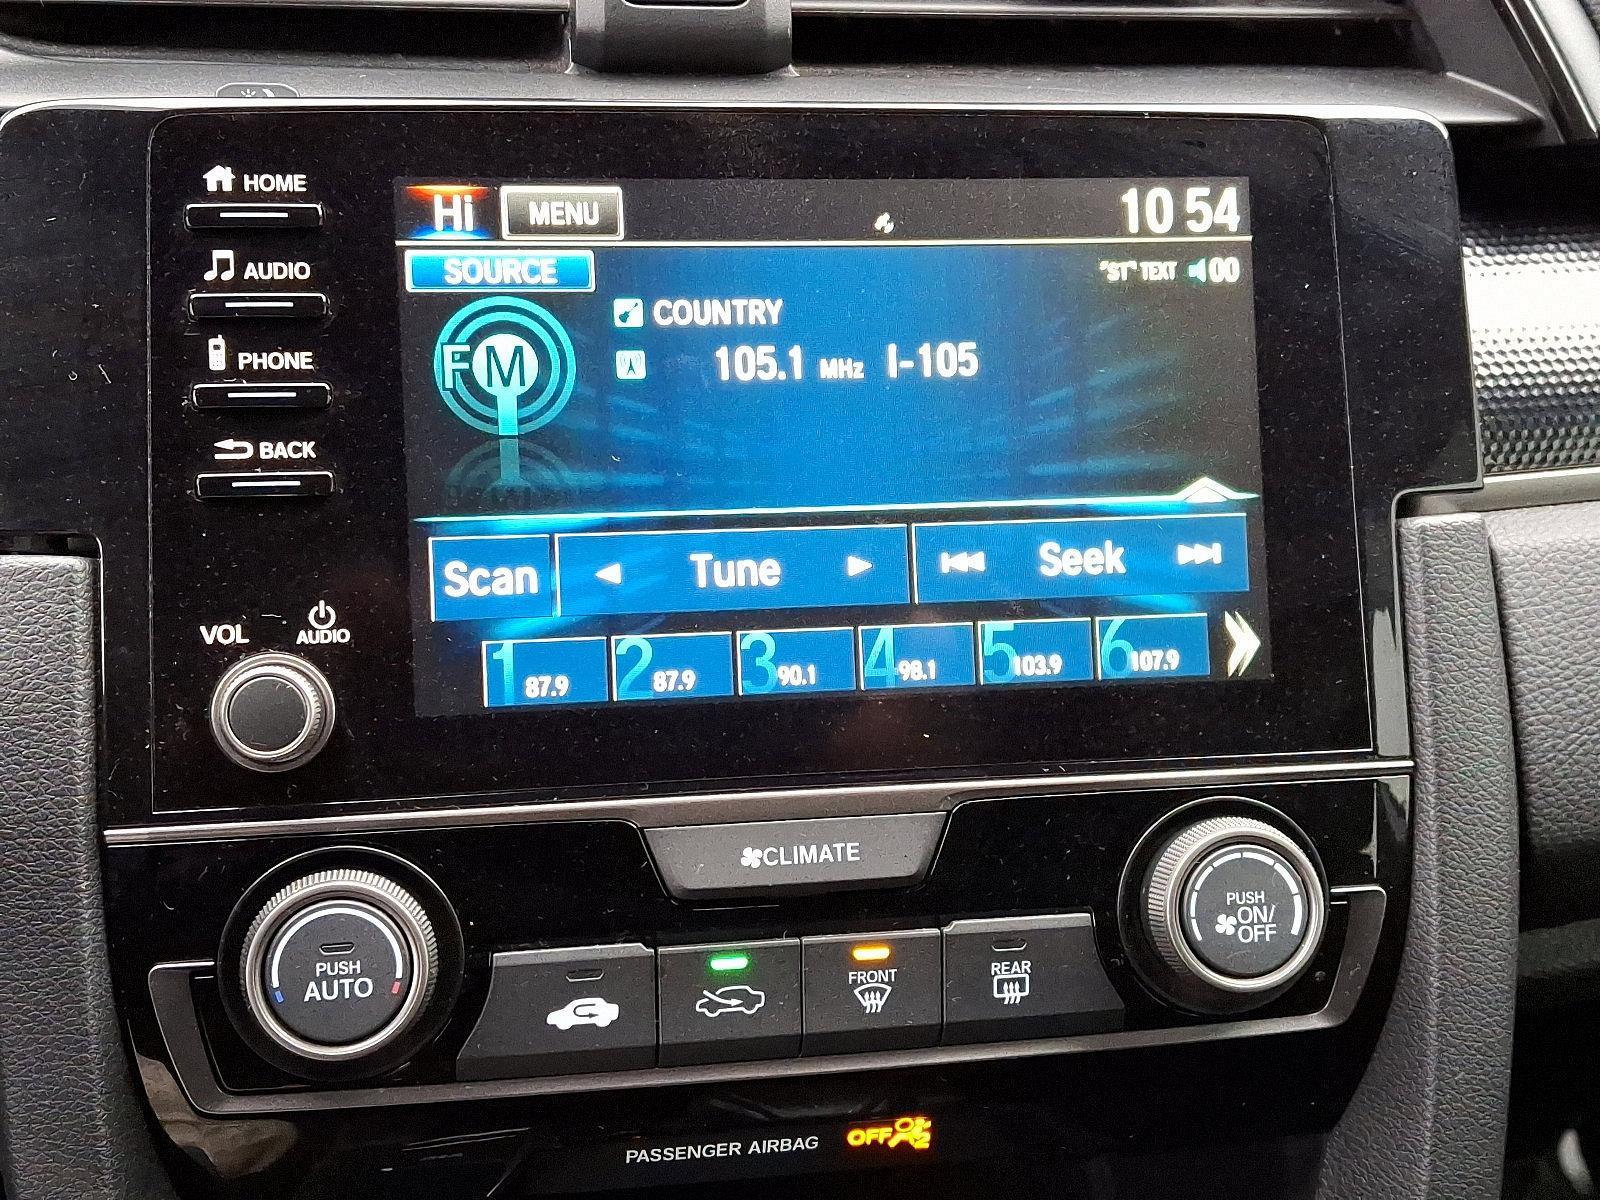 HOME
AUDIO
PHONE
BACK
VOL
AUDIO
Hi MENU 10 54
SOURCE "ST" TEXT 00
FM
COUNTRY
105.1 MHz I-105
Scan Tune Seek
1 87.9 2 87.9 3 90.1 4 98.1 5 103.9 6 107.9
CLIMATE
PUSH
AUTO
FRONT
REAR
PUSH
ON/
OFF
PASSENGER AIRBAG OFF 2